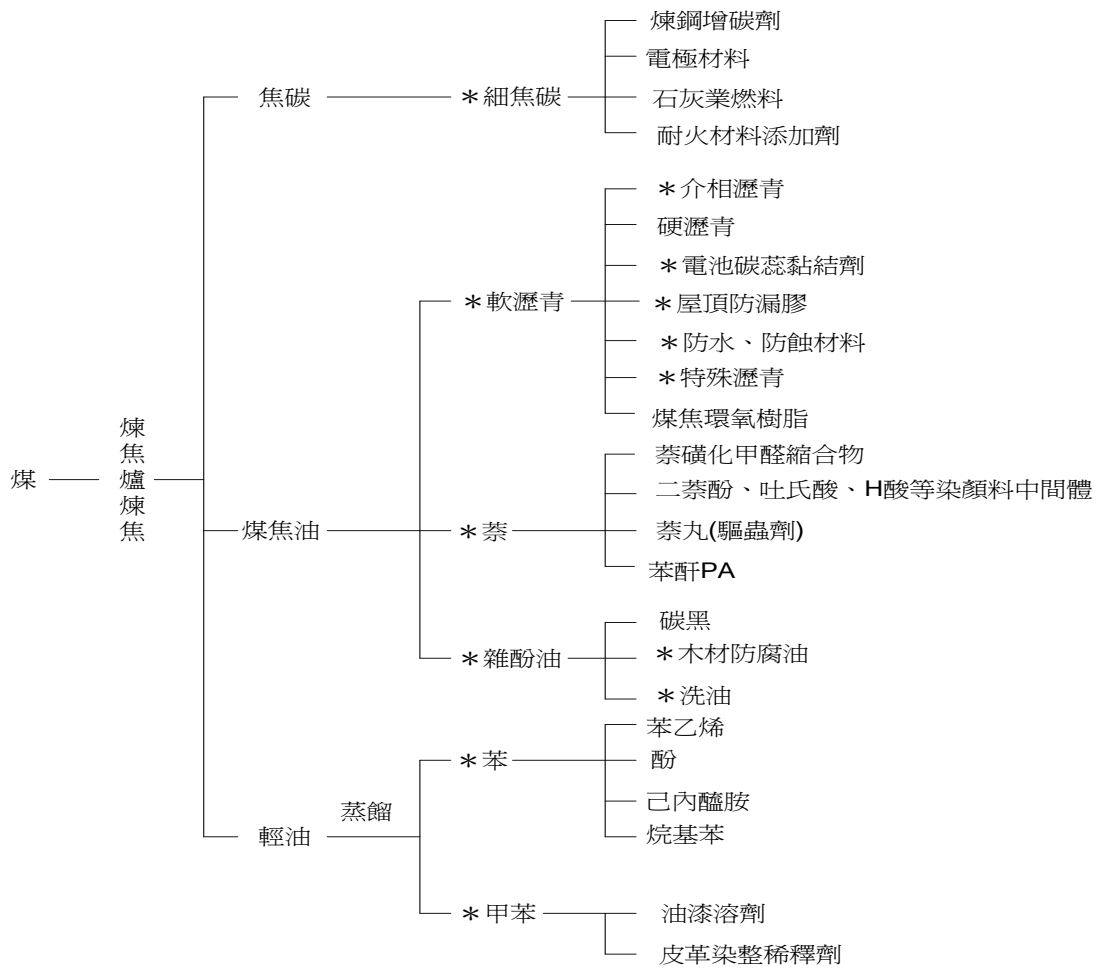 煤
煉焦爐煉焦
焦碳
＊細焦碳
煉鋼增碳劑
電極材料
石灰業燃料
耐火材料添加劑
煤焦油
＊軟瀝青
＊介相瀝青
硬瀝青
＊電池碳蕊黏結劑
＊屋頂防漏膠
＊防水、防蝕材料
＊特殊瀝青
煤焦環氧樹脂
＊萘
萘磺化甲醛縮合物
二萘酚、吐氏酸、H酸等染顏料中間體
萘丸(驅蟲劑)
苯酐PA
＊雜酚油
碳黑
＊木材防腐油
＊洗油
輕油
蒸餾
＊苯
苯乙烯
酚
己內醯胺
烷基苯
＊甲苯
油漆溶劑
皮革染整稀釋劑